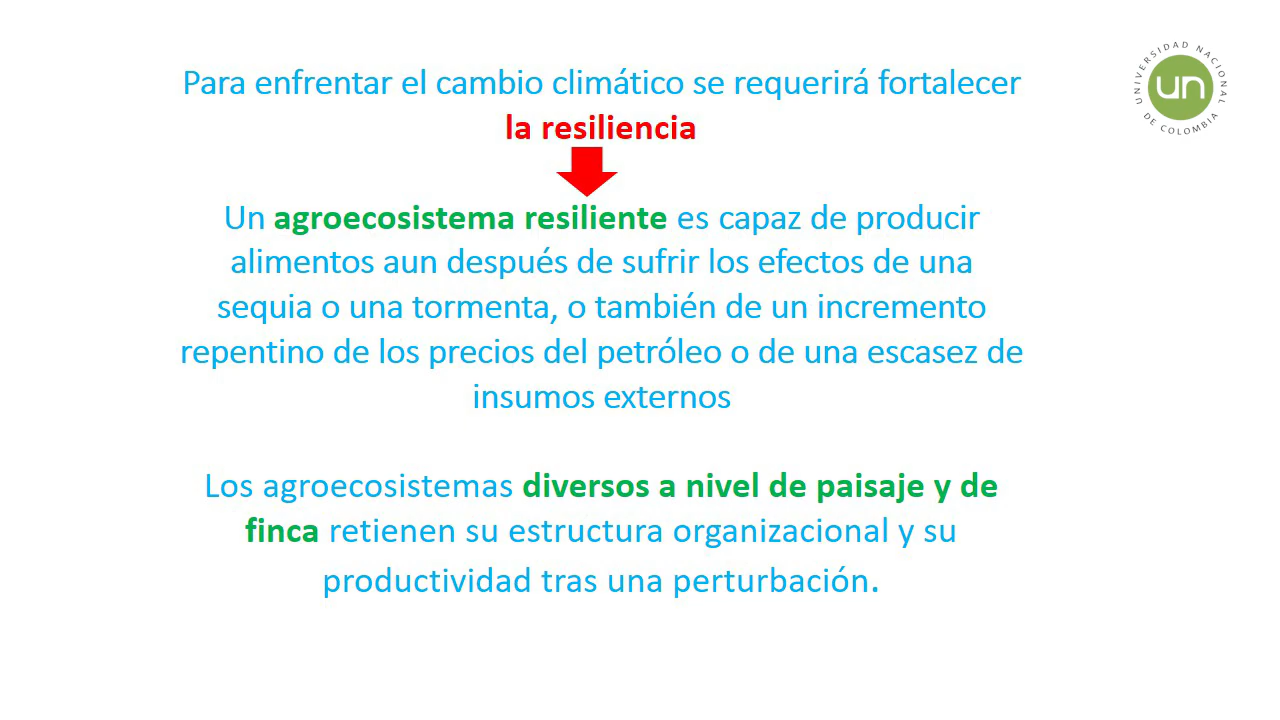 Para enfrentar el cambio climático se requerirá fortalecer
la resiliencia
Un agroecosistema resiliente es capaz de producir
alimentos aun después de sufrir los efectos de una
sequia o una tormenta, o también de un incremento
repentino de los precios del petróleo o de una escasez de
insumos externos
Los agroecosistemas diversos a nivel de paisaje y de
finca retienen su estructura organizacional y su
productividad tras una perturbación.
UNIVERSIDAD NACIONAL
DE COLOMBIA
un